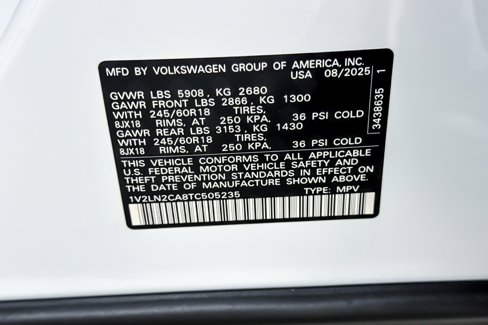 MFD BY VOLKSWAGEN GROUP OF AMERICA, INC.
USA 08/2025
GVWR LBS 5908, KG 2680
GAWR FRONT LBS 2866, KG 1300
WITH 245/60R18 TIRES,
8JX18 RIMS, AT 250 KPA, 36 PSI COLD
GAWR REAR LBS 3153, KG 1430
WITH 245/60R18 TIRES,
8JX18 RIMS, AT 250 KPA, 36 PSI COLD
THIS VEHICLE CONFORMS TO ALL APPLICABLE
U.S. FEDERAL MOTOR VEHICLE SAFETY AND
THEFT PREVENTION STANDARDS IN EFFECT ON
THE DATE OF MANUFACTURE SHOWN ABOVE.
1V2LN2CA8TC505235 TYPE: MPV
3438635 1